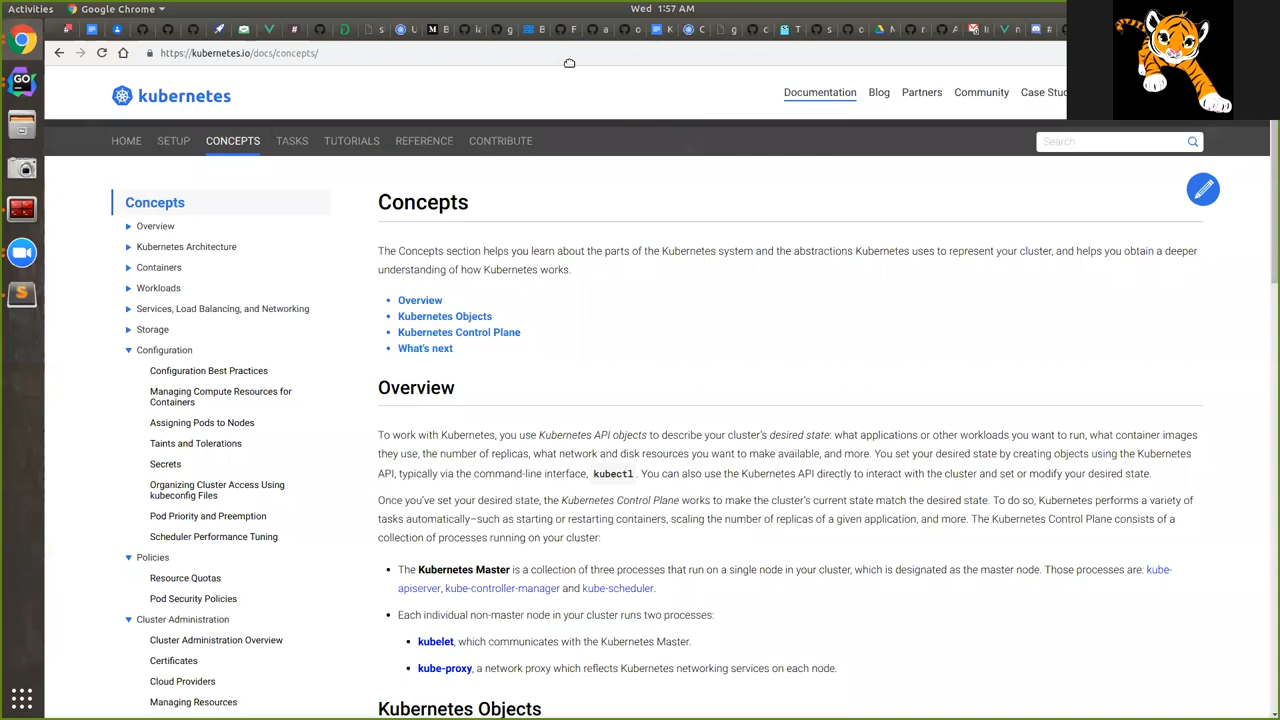 Activities
Google Chrome
Wed 1:57 AM
https://kubernetes.io/docs/concepts/
kubernetes
Documentation
Blog
Partners
Community
Case Stu
HOME
SETUP
CONCEPTS
TASKS
TUTORIALS
REFERENCE
CONTRIBUTE
Search
Concepts
Overview
Kubernetes Architecture
Containers
Workloads
Services, Load Balancing, and Networking
Storage
Configuration
Configuration Best Practices
Managing Compute Resources for
Containers
Assigning Pods to Nodes
Taints and Tolerations
Secrets
Organizing Cluster Access Using
kubeconfig Files
Pod Priority and Preemption
Scheduler Performance Tuning
Policies
Resource Quotas
Pod Security Policies
Cluster Administration
Cluster Administration Overview
Certificates
Cloud Providers
Managing Resources
Concepts
The Concepts section helps you learn about the parts of the Kubernetes system and the abstractions Kubernetes uses to represent your cluster, and helps you obtain a deeper
understanding of how Kubernetes works.
• Overview
• Kubernetes Objects
• Kubernetes Control Plane
• What's next
Overview
To work with Kubernetes, you use Kubernetes API objects to describe your cluster's desired state: what applications or other workloads you want to run, what container images
they use, the number of replicas, what network and disk resources you want to make available, and more. You set your desired state by creating objects using the Kubernetes
API, typically via the command-line interface, kubectl. You can also use the Kubernetes API directly to interact with the cluster and set or modify your desired state.
Once you've set your desired state, the Kubernetes Control Plane works to make the cluster's current state match the desired state. To do so, Kubernetes performs a variety of
tasks automatically–such as starting or restarting containers, scaling the number of replicas of a given application, and more. The Kubernetes Control Plane consists of a
collection of processes running on your cluster:
• The Kubernetes Master is a collection of three processes that run on a single node in your cluster, which is designated as the master node. Those processes are: kube-
apiserver, kube-controller-manager and kube-scheduler.
• Each individual non-master node in your cluster runs two processes:
• kubelet, which communicates with the Kubernetes Master.
• kube-proxy, a network proxy which reflects Kubernetes networking services on each node.
Kubernetes Objects